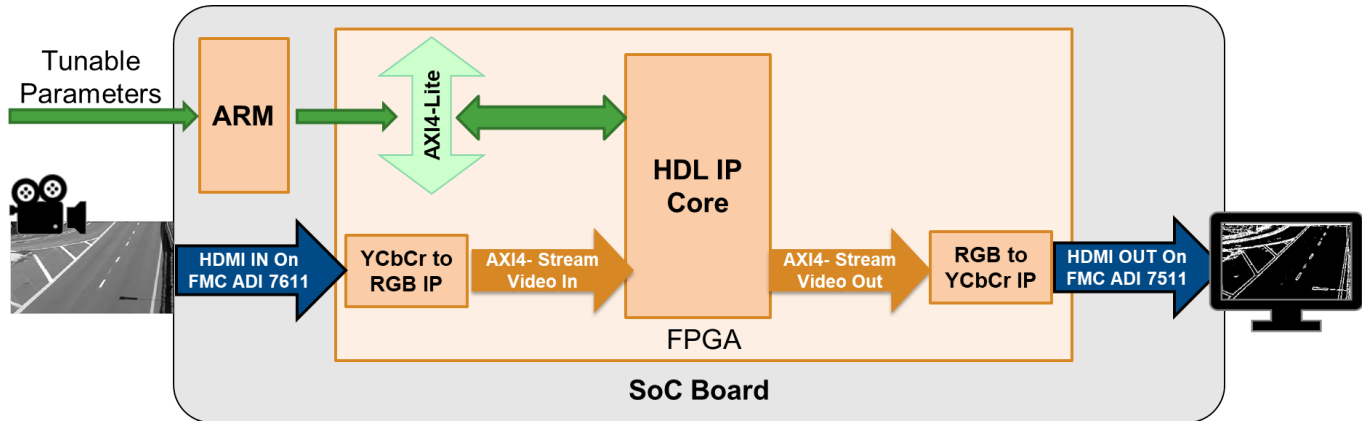 Tunable
Parameters
ARM
AXI4-Lite
HDL IP
Core
HDMI IN On
FMC ADI 7611
YCbCr to
RGB IP
AXI4- Stream
Video In
AXI4- Stream
Video Out
RGB to
YCbCr IP
HDMI OUT On
FMC ADI 7511
FPGA
SoC Board